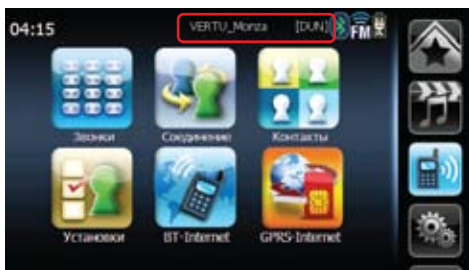 04:15 VERTU_Monza [DUN] FM
Звонки Соединение Контакты
Установки BT-Internet GPRS-Internet